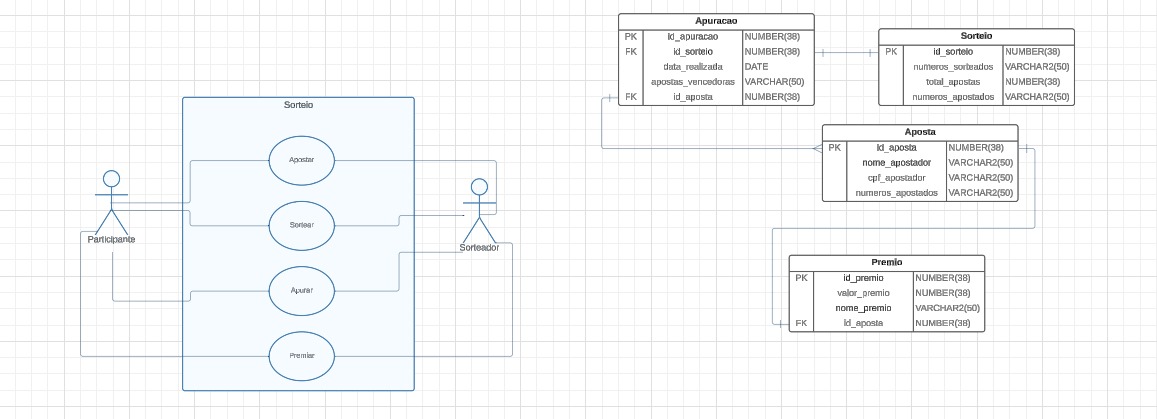 Sorteio
Apostar
Sortear
Apurar
Premiar
Participante
Sorteador
Apuracao
PK id_apuracao NUMBER(38)
FK id_sorteio NUMBER(38)
data_realizada DATE
apostas_vencedoras VARCHAR(50)
FK id_aposta NUMBER(38)
Sorteio
PK id_sorteio NUMBER(38)
numeros_sorteados VARCHAR2(50)
total_apostas NUMBER(38)
numeros_apostados VARCHAR2(50)
Aposta
PK id_aposta NUMBER(38)
nome_apostador VARCHAR2(50)
cpf_apostador VARCHAR2(50)
numeros_apostados VARCHAR2(50)
Premio
PK id_premio NUMBER(38)
valor_premio NUMBER(38)
nome_premio VARCHAR2(50)
FK id_aposta NUMBER(38)